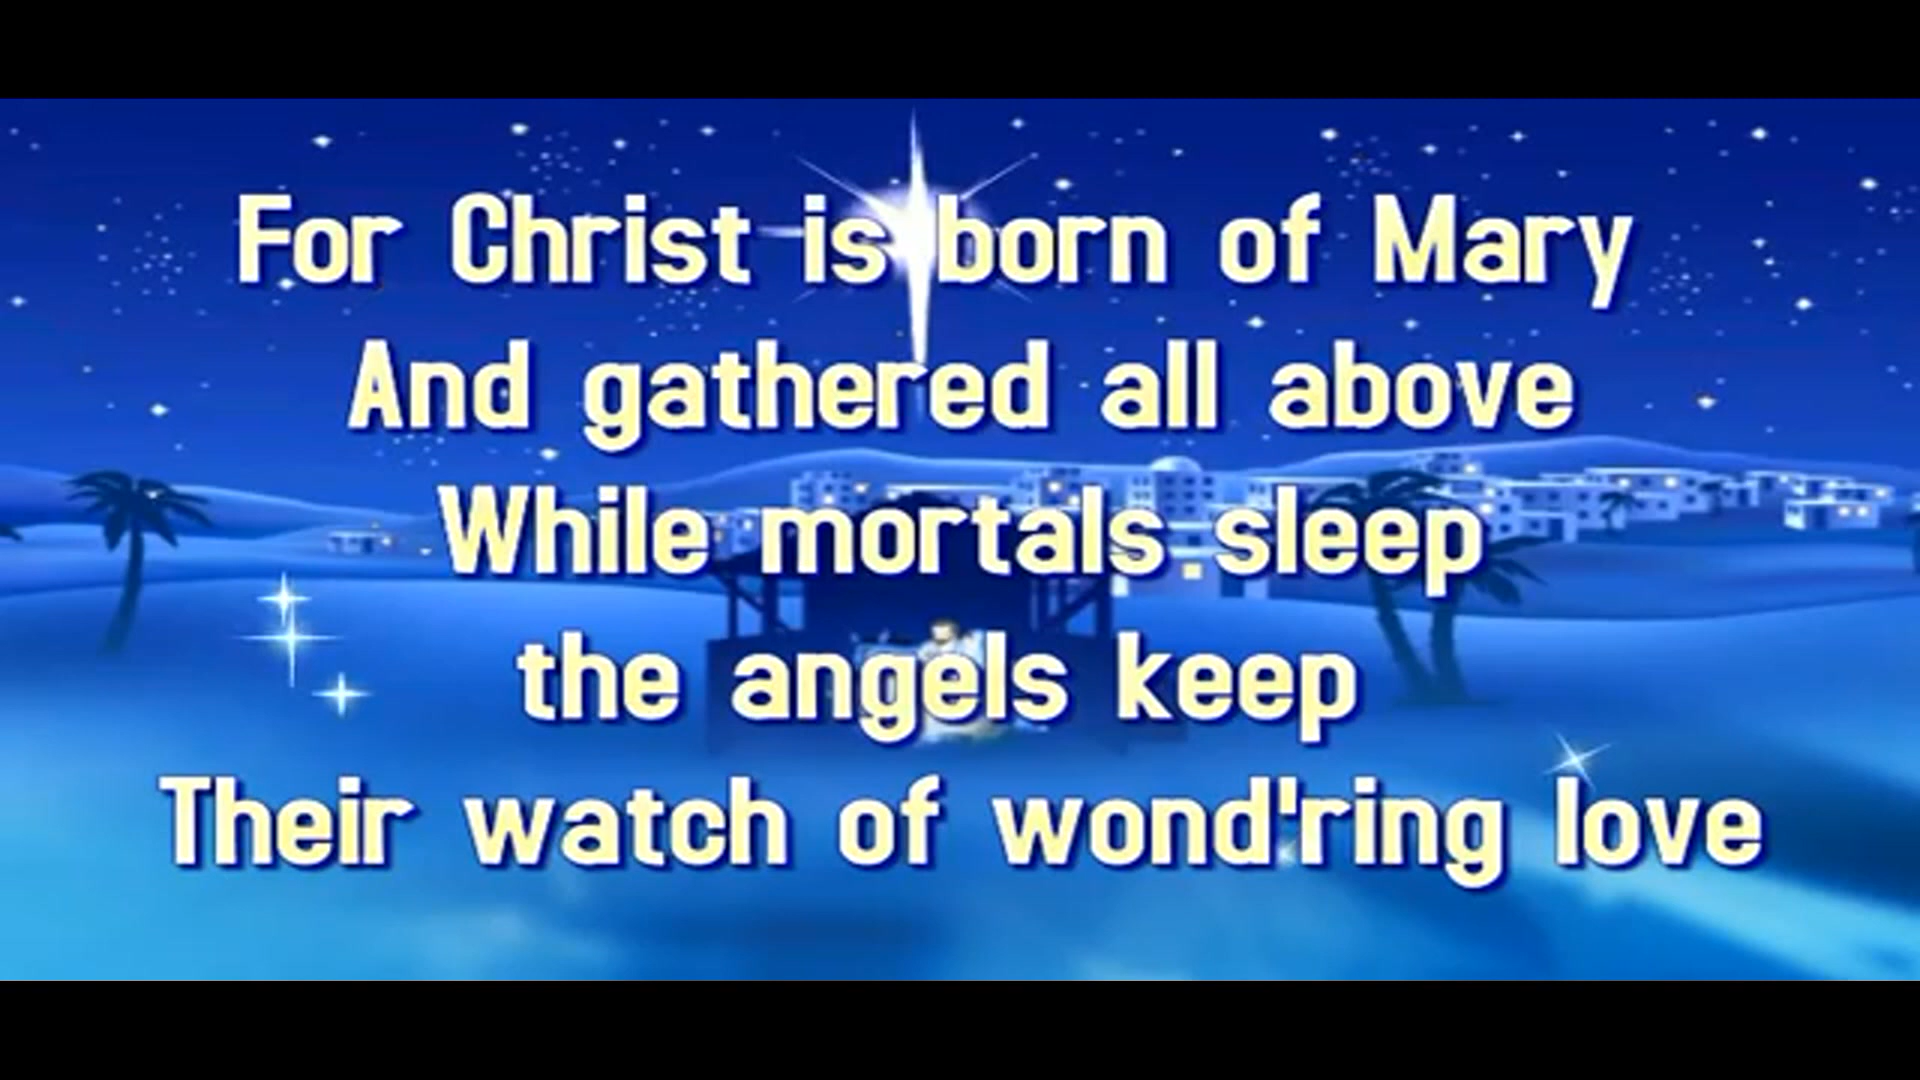 For Christ is born of Mary
And gathered all above
While mortals sleep
the angels keep
Their watch of wond'ring love